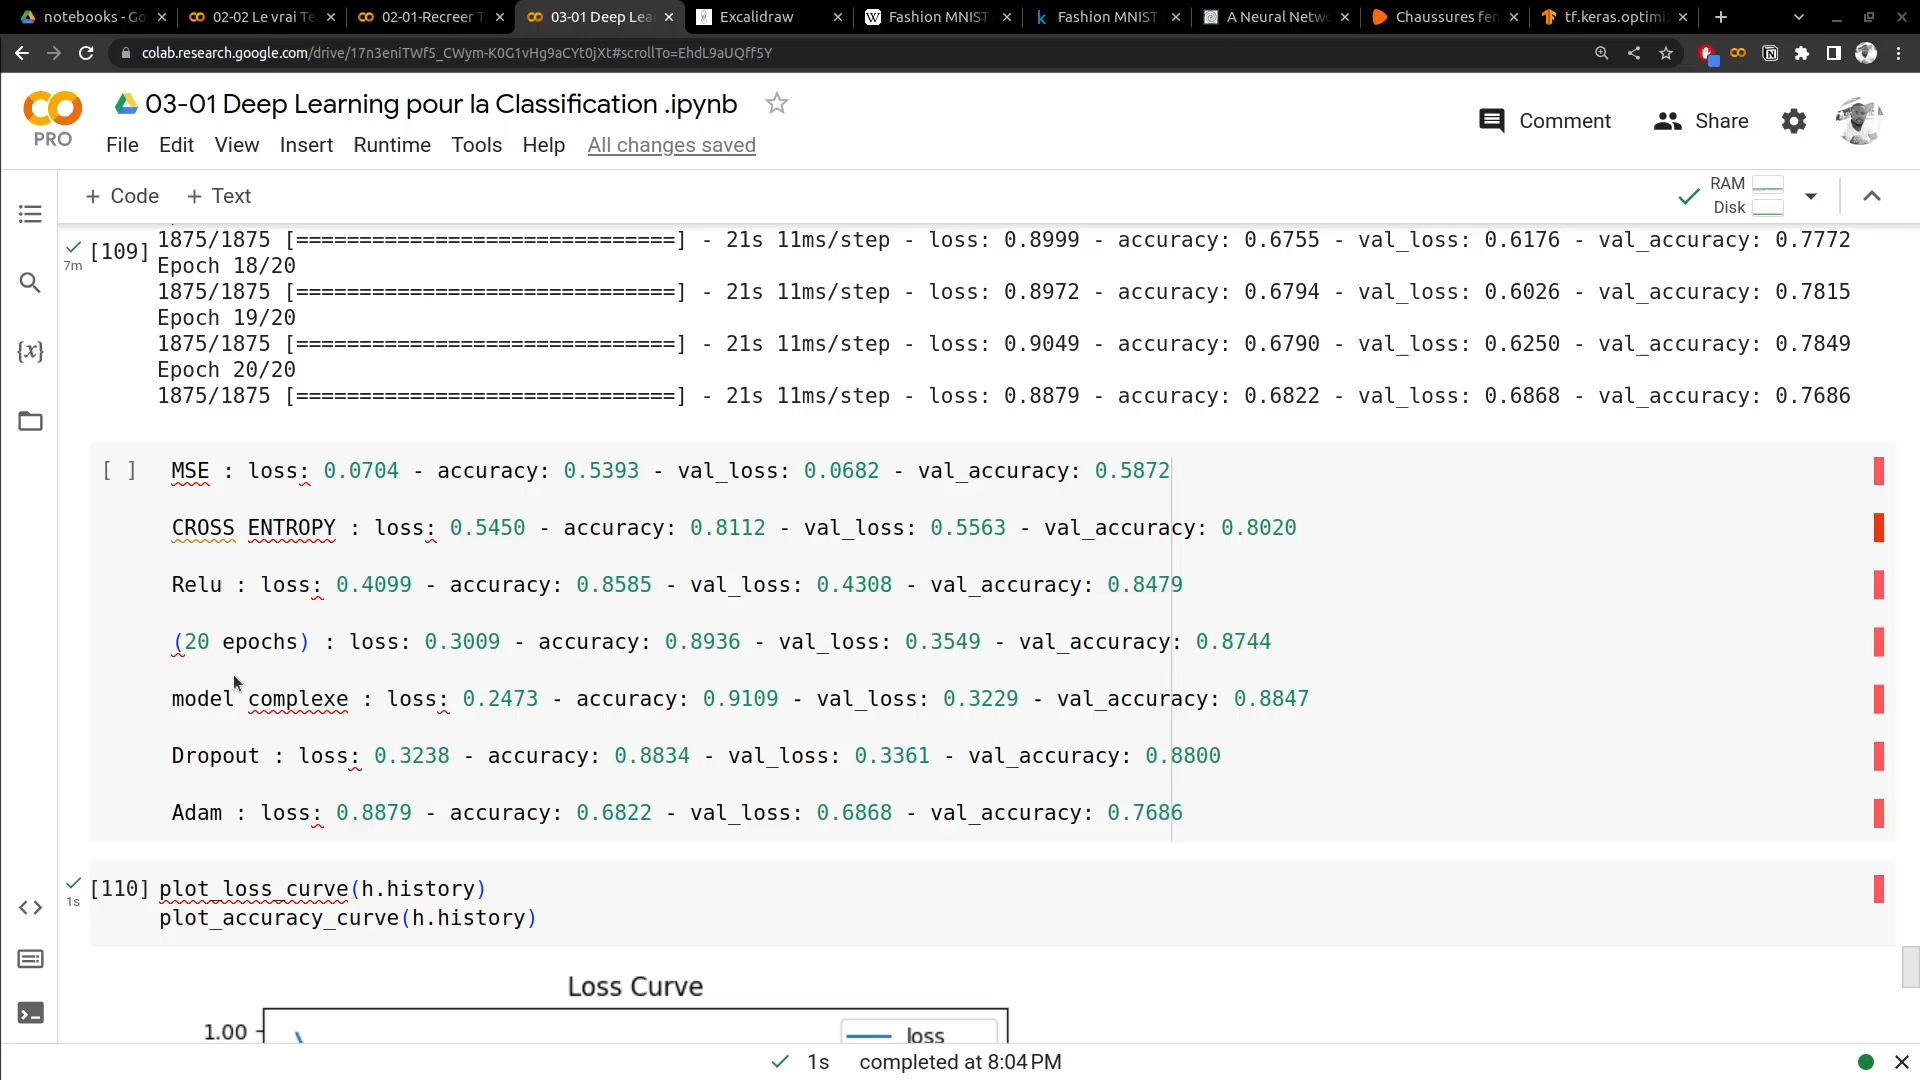 notebooks - Go
02-02 Le vrai Te
02-01-Recreer T
03-01 Deep Lea
Excalidraw
Fashion MNIST
Fashion MNIST
A Neural Netwo
Chaussures fem
tf.keras.optimi
colab.research.google.com/drive/17n3eniTWf5_CWym-K0G1vHg9aCYt0jXt#scrollTo=EhdL9aUQff5Y
PRO
03-01 Deep Learning pour la Classification .ipynb
Comment
Share
File Edit View Insert Runtime Tools Help All changes saved
+ Code + Text
RAM
Disk
[109]
7m
1875/1875 [==============================] - 21s 11ms/step - loss: 0.8999 - accuracy: 0.6755 - val_loss: 0.6176 - val_accuracy: 0.7772
Epoch 18/20
1875/1875 [==============================] - 21s 11ms/step - loss: 0.8972 - accuracy: 0.6794 - val_loss: 0.6026 - val_accuracy: 0.7815
Epoch 19/20
1875/1875 [==============================] - 21s 11ms/step - loss: 0.9049 - accuracy: 0.6790 - val_loss: 0.6250 - val_accuracy: 0.7849
Epoch 20/20
1875/1875 [==============================] - 21s 11ms/step - loss: 0.8879 - accuracy: 0.6822 - val_loss: 0.6868 - val_accuracy: 0.7686
[ ] MSE : loss: 0.0704 - accuracy: 0.5393 - val_loss: 0.0682 - val_accuracy: 0.5872
CROSS ENTROPY : loss: 0.5450 - accuracy: 0.8112 - val_loss: 0.5563 - val_accuracy: 0.8020
Relu : loss: 0.4099 - accuracy: 0.8585 - val_loss: 0.4308 - val_accuracy: 0.8479
(20 epochs) : loss: 0.3009 - accuracy: 0.8936 - val_loss: 0.3549 - val_accuracy: 0.8744
model complexe : loss: 0.2473 - accuracy: 0.9109 - val_loss: 0.3229 - val_accuracy: 0.8847
Dropout : loss: 0.3238 - accuracy: 0.8834 - val_loss: 0.3361 - val_accuracy: 0.8800
Adam : loss: 0.8879 - accuracy: 0.6822 - val_loss: 0.6868 - val_accuracy: 0.7686
[110] plot_loss_curve(h.history)
1s
plot_accuracy_curve(h.history)
Loss Curve
1.00
loss
1s completed at 8:04 PM